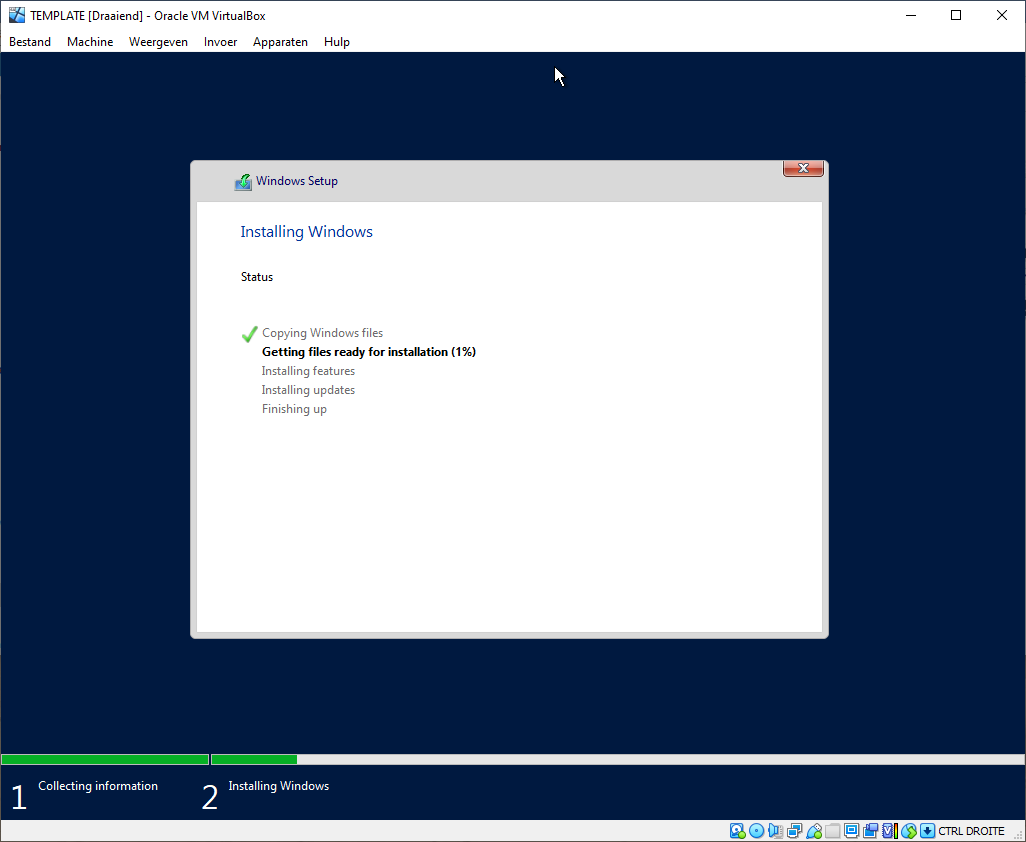 TEMPLATE [Draaiend] - Oracle VM VirtualBox
Bestand Machine Weergeven Invoer Apparaten Hulp
Windows Setup
Installing Windows
Status
Copying Windows files
Getting files ready for installation (1%)
Installing features
Installing updates
Finishing up
1 Collecting information 2 Installing Windows
CTRL DROITE